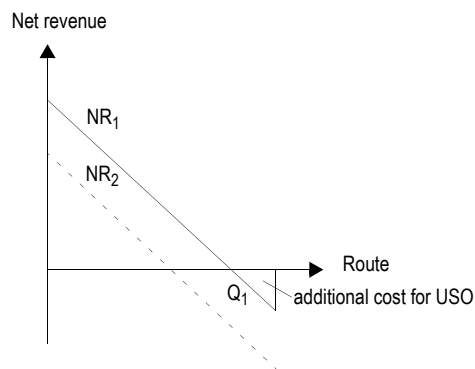 Net revenue
NR1
NR2
Route
Q1
additional cost for USO